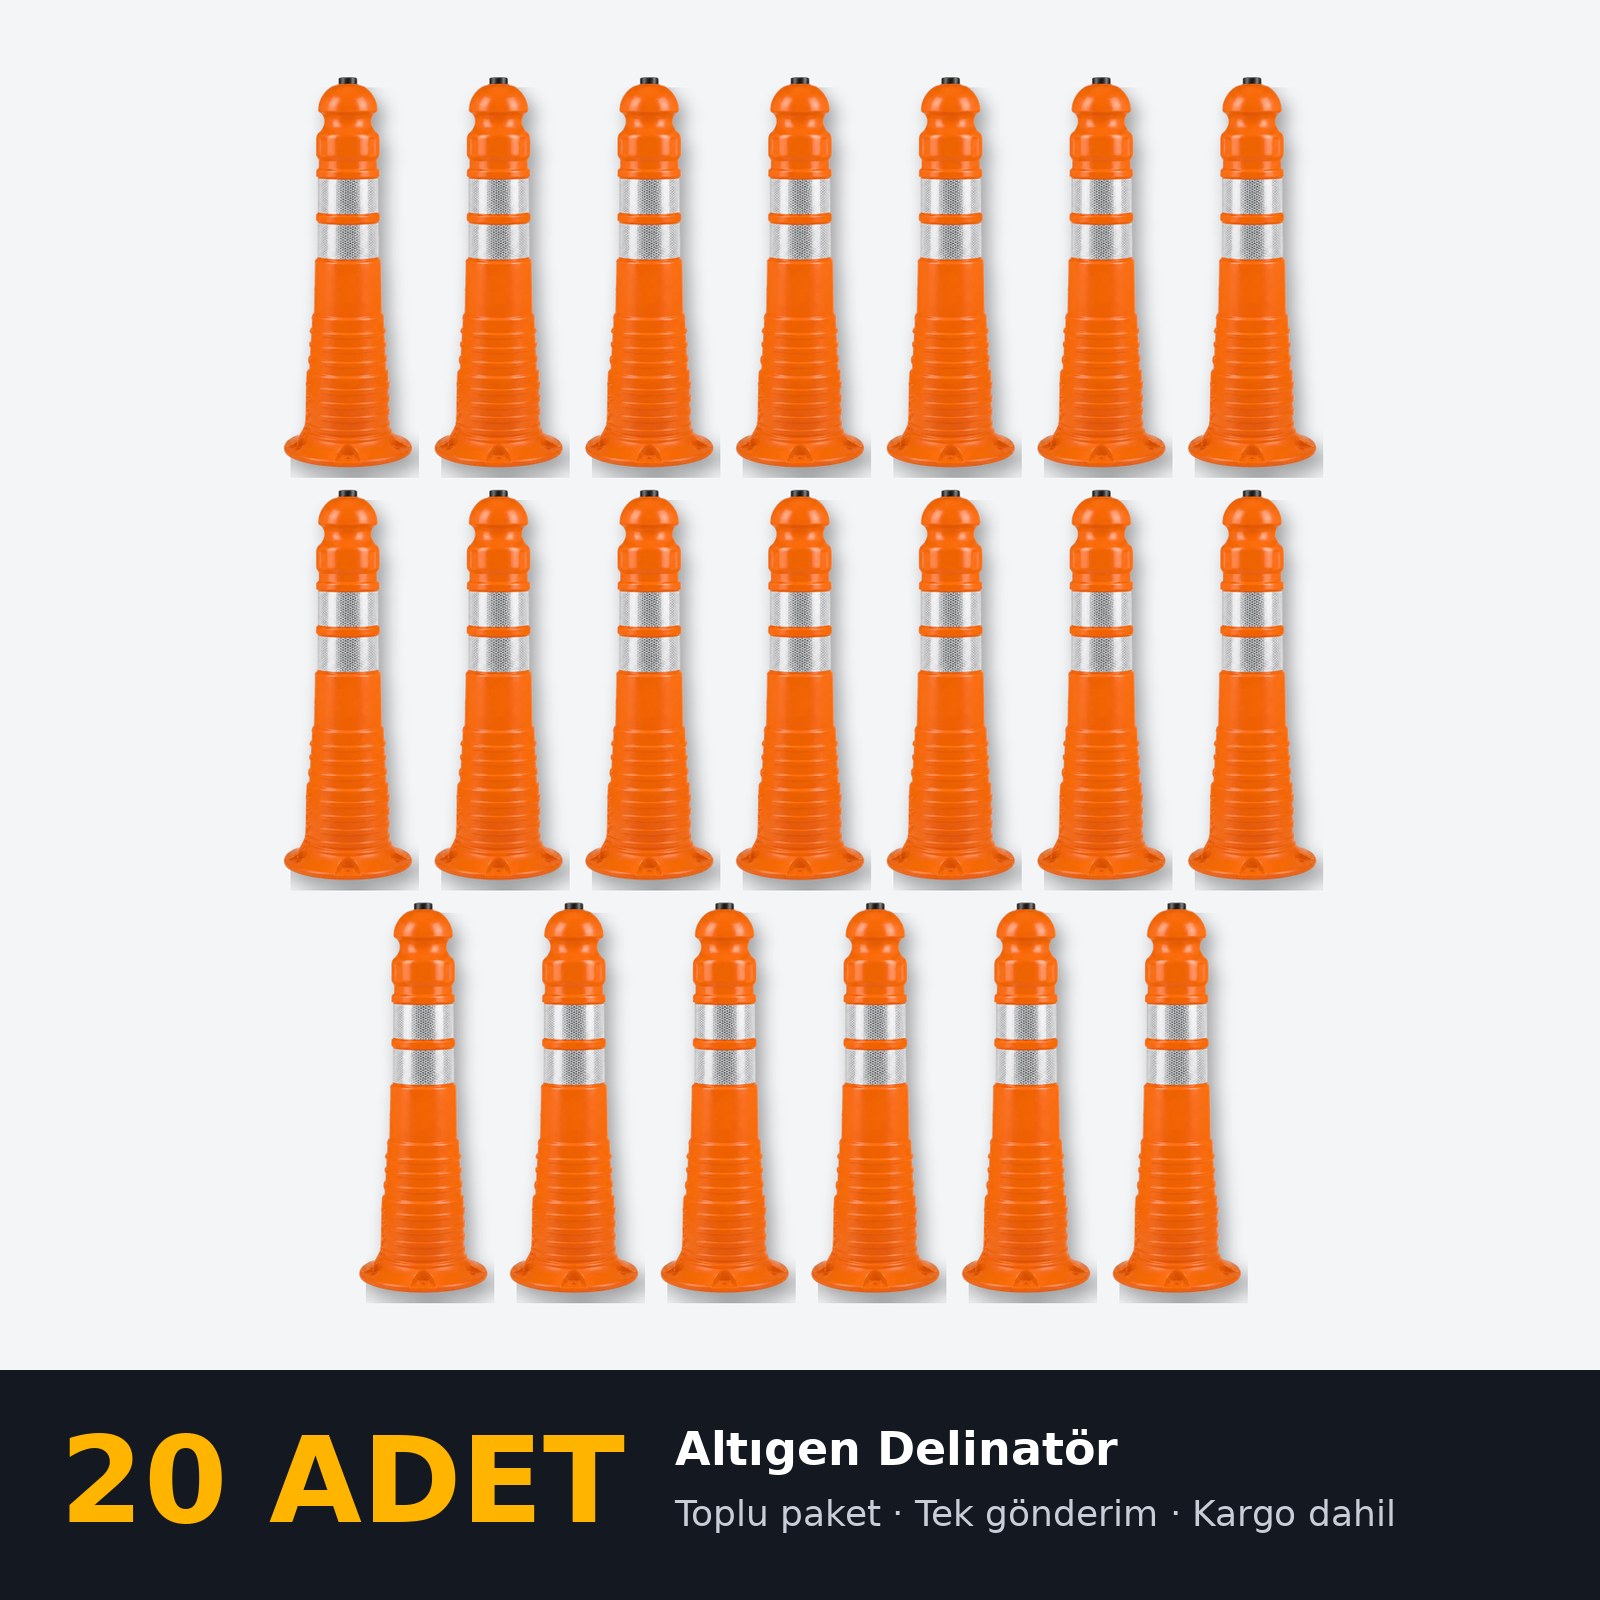 20 ADET
Altıgen Delinatör
Toplu paket · Tek gönderim · Kargo dahil